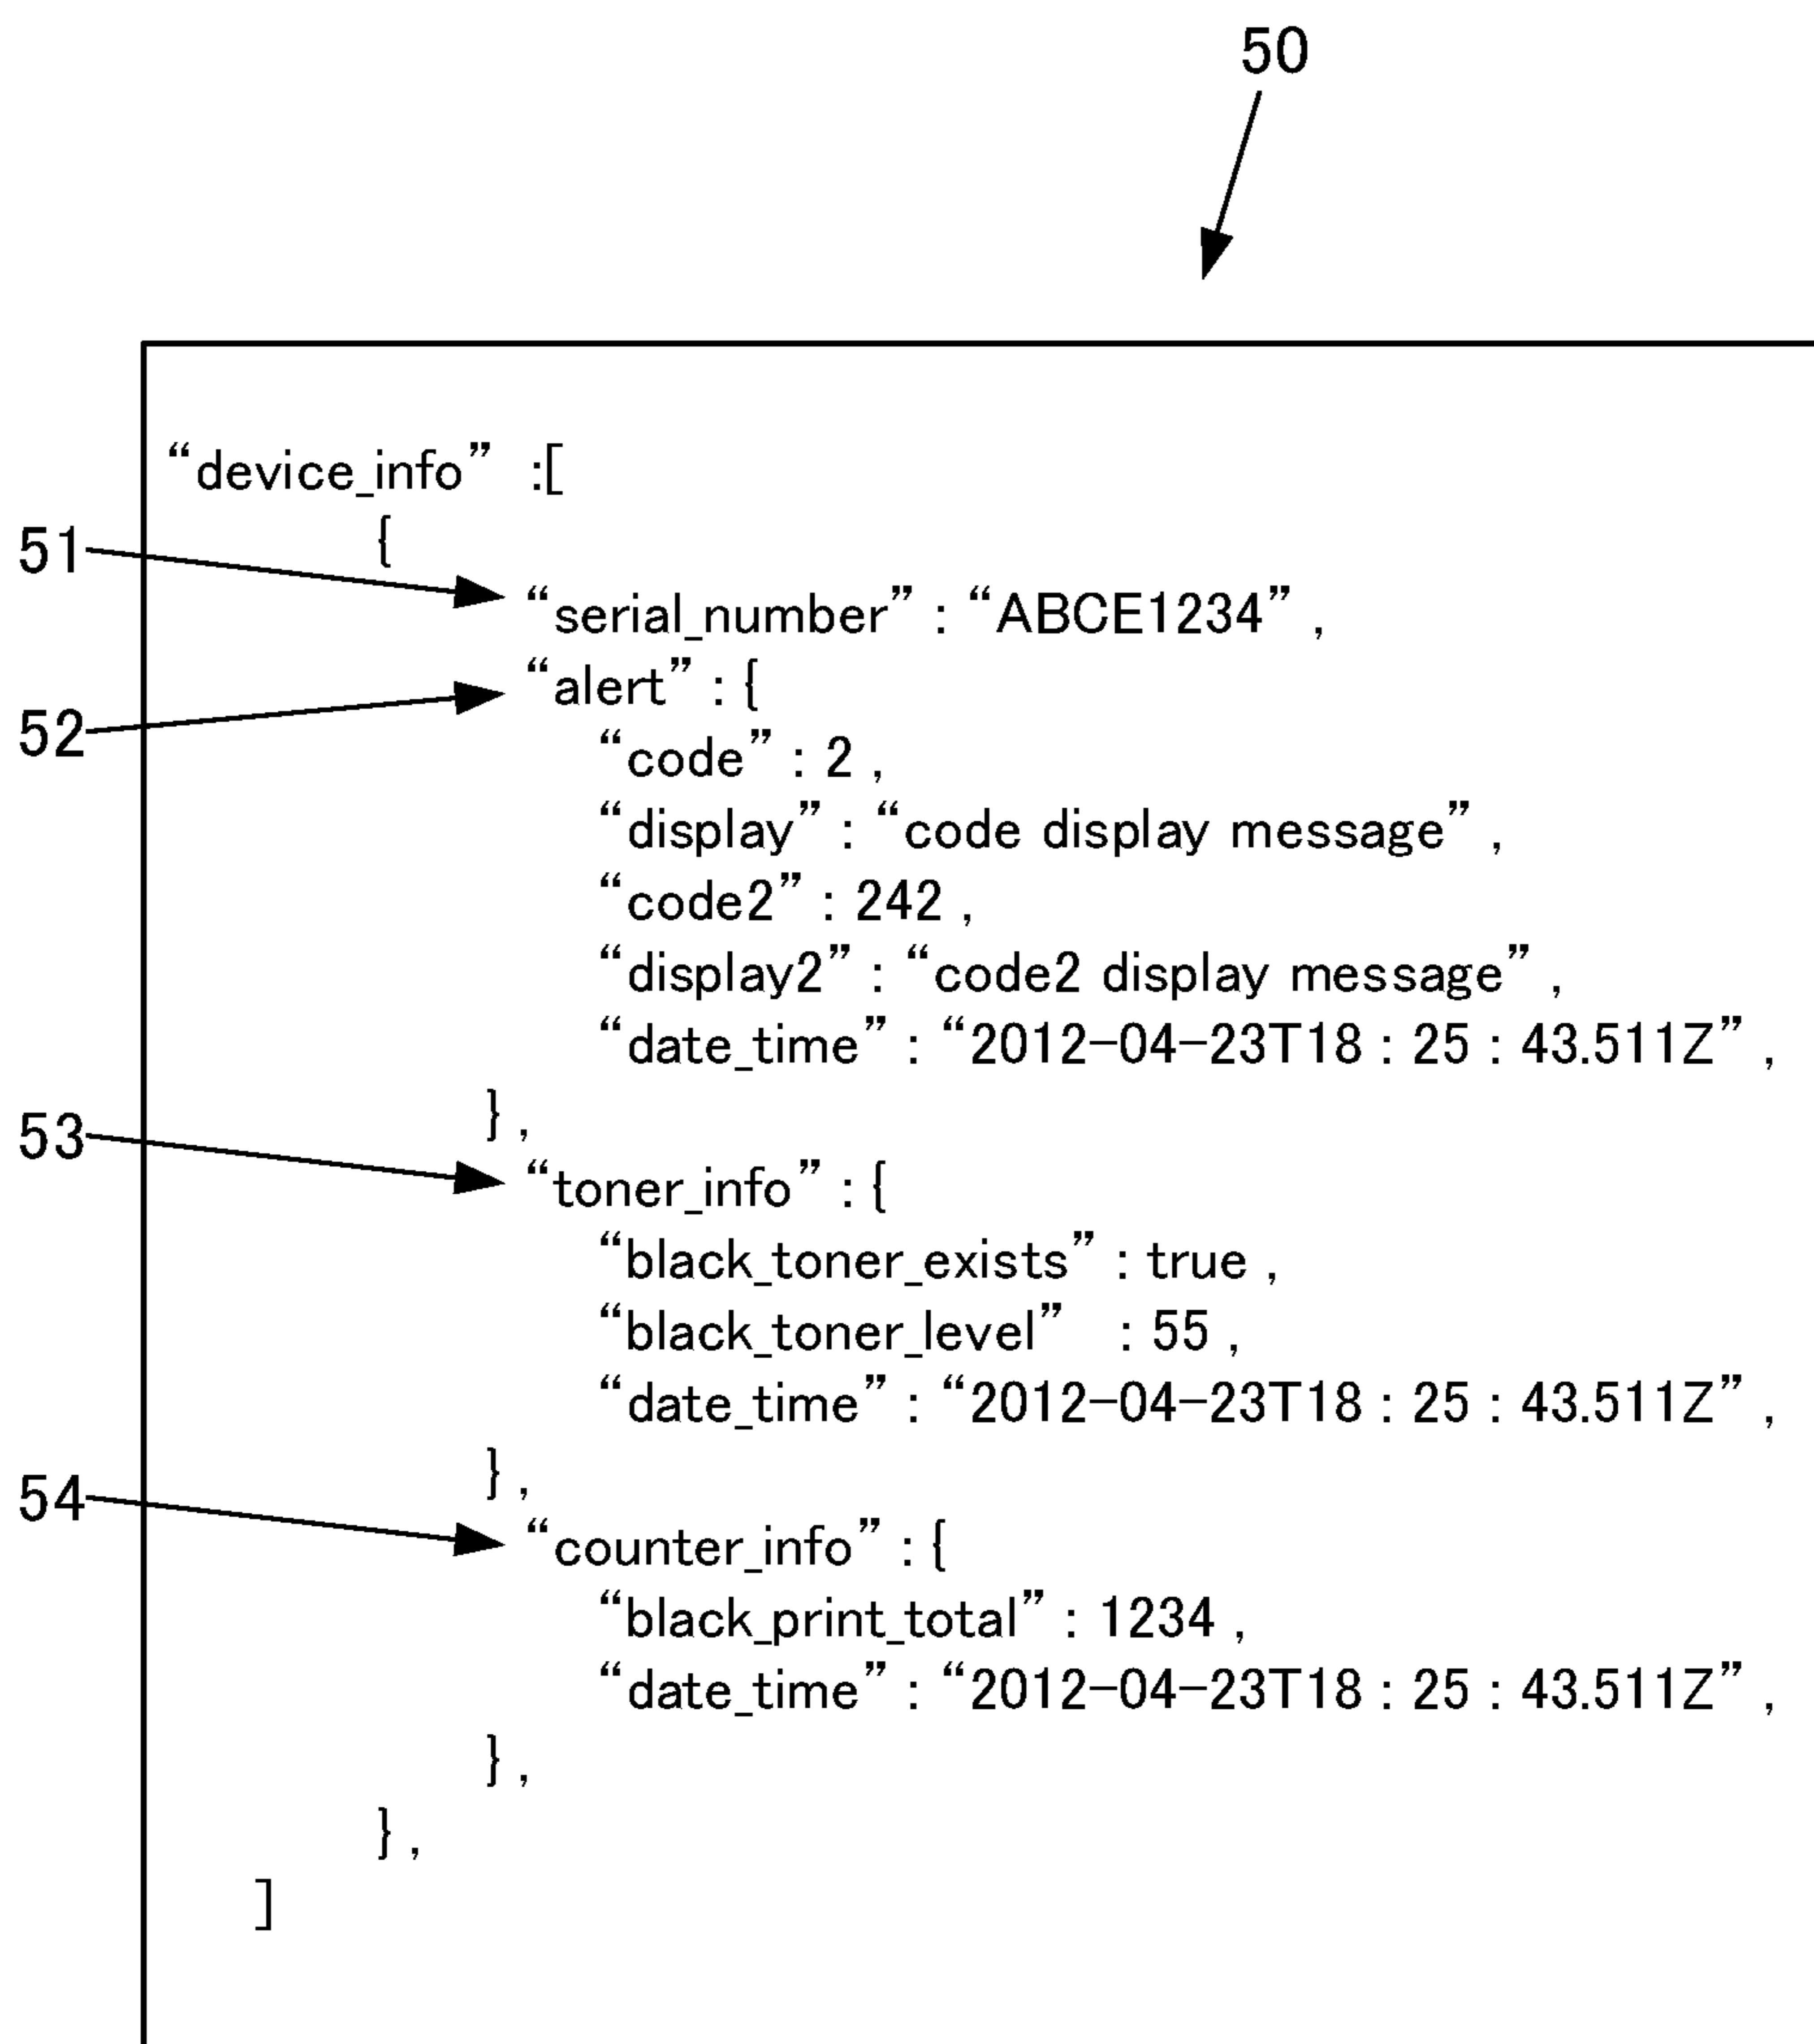 50
“device_info” :[
51
{
“serial_number” : “ABCE1234” ,
52
“alert” : {
“code” : 2 ,
“display” : “code display message” ,
“code2” : 242 ,
“display2” : “code2 display message” ,
“date_time” : “2012-04-23T18 : 25 : 43.511Z” ,
} ,
53
“toner_info” : {
“black_toner_exists” : true ,
“black_toner_level” : 55 ,
“date_time” : “2012-04-23T18 : 25 : 43.511Z” ,
} ,
54
“counter_info” : {
“black_print_total” : 1234 ,
“date_time” : “2012-04-23T18 : 25 : 43.511Z” ,
} ,
} ,
]